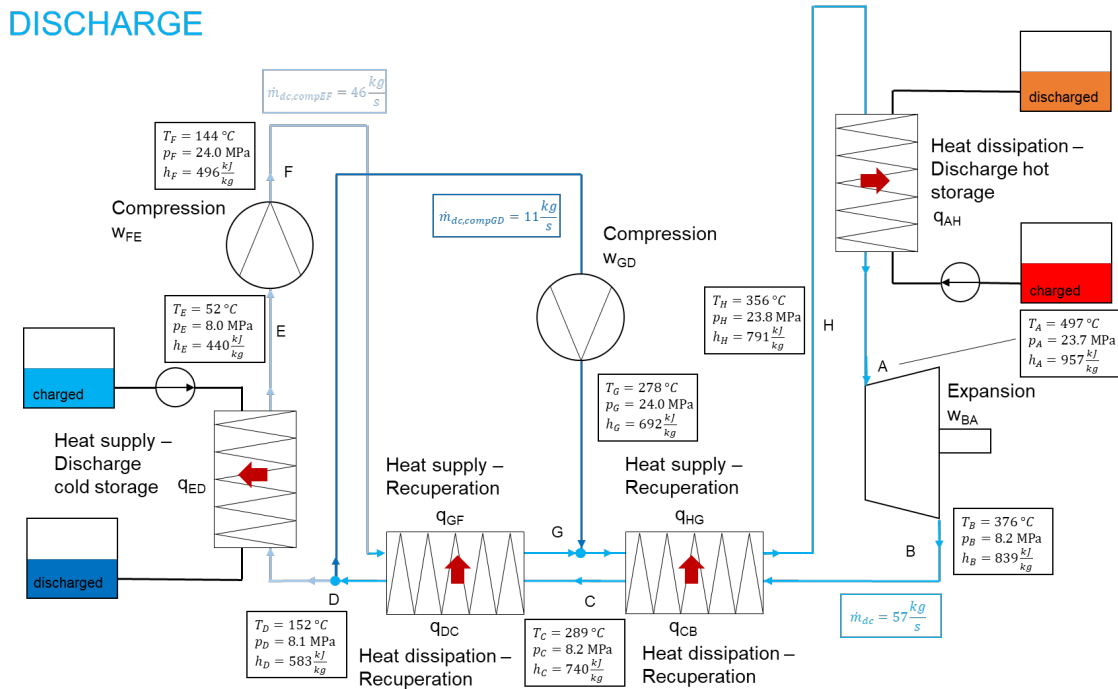 DISCHARGE
ṁ_dc,compEF = 46 kg/s
T_F = 144 °C
p_F = 24.0 MPa
h_F = 496 kJ/kg
F
Compression
w_FE
T_E = 52 °C
p_E = 8.0 MPa
h_E = 440 kJ/kg
E
charged
Heat supply –
Discharge
cold storage
q_ED
discharged
ṁ_dc,compGD = 11 kg/s
Compression
w_GD
T_G = 278 °C
p_G = 24.0 MPa
h_G = 692 kJ/kg
Heat supply –
Recuperation
q_GF
G
Heat supply –
Recuperation
q_HG
D
T_D = 152 °C
p_D = 8.1 MPa
h_D = 583 kJ/kg
q_DC
Heat dissipation –
Recuperation
C
T_C = 289 °C
p_C = 8.2 MPa
h_C = 740 kJ/kg
q_CB
Heat dissipation –
Recuperation
T_H = 356 °C
p_H = 23.8 MPa
h_H = 791 kJ/kg
H
discharged
Heat dissipation –
Discharge hot
storage
q_AH
charged
T_A = 497 °C
p_A = 23.7 MPa
h_A = 957 kJ/kg
A
Expansion
w_BA
B
T_B = 376 °C
p_B = 8.2 MPa
h_B = 839 kJ/kg
ṁ_dc = 57 kg/s